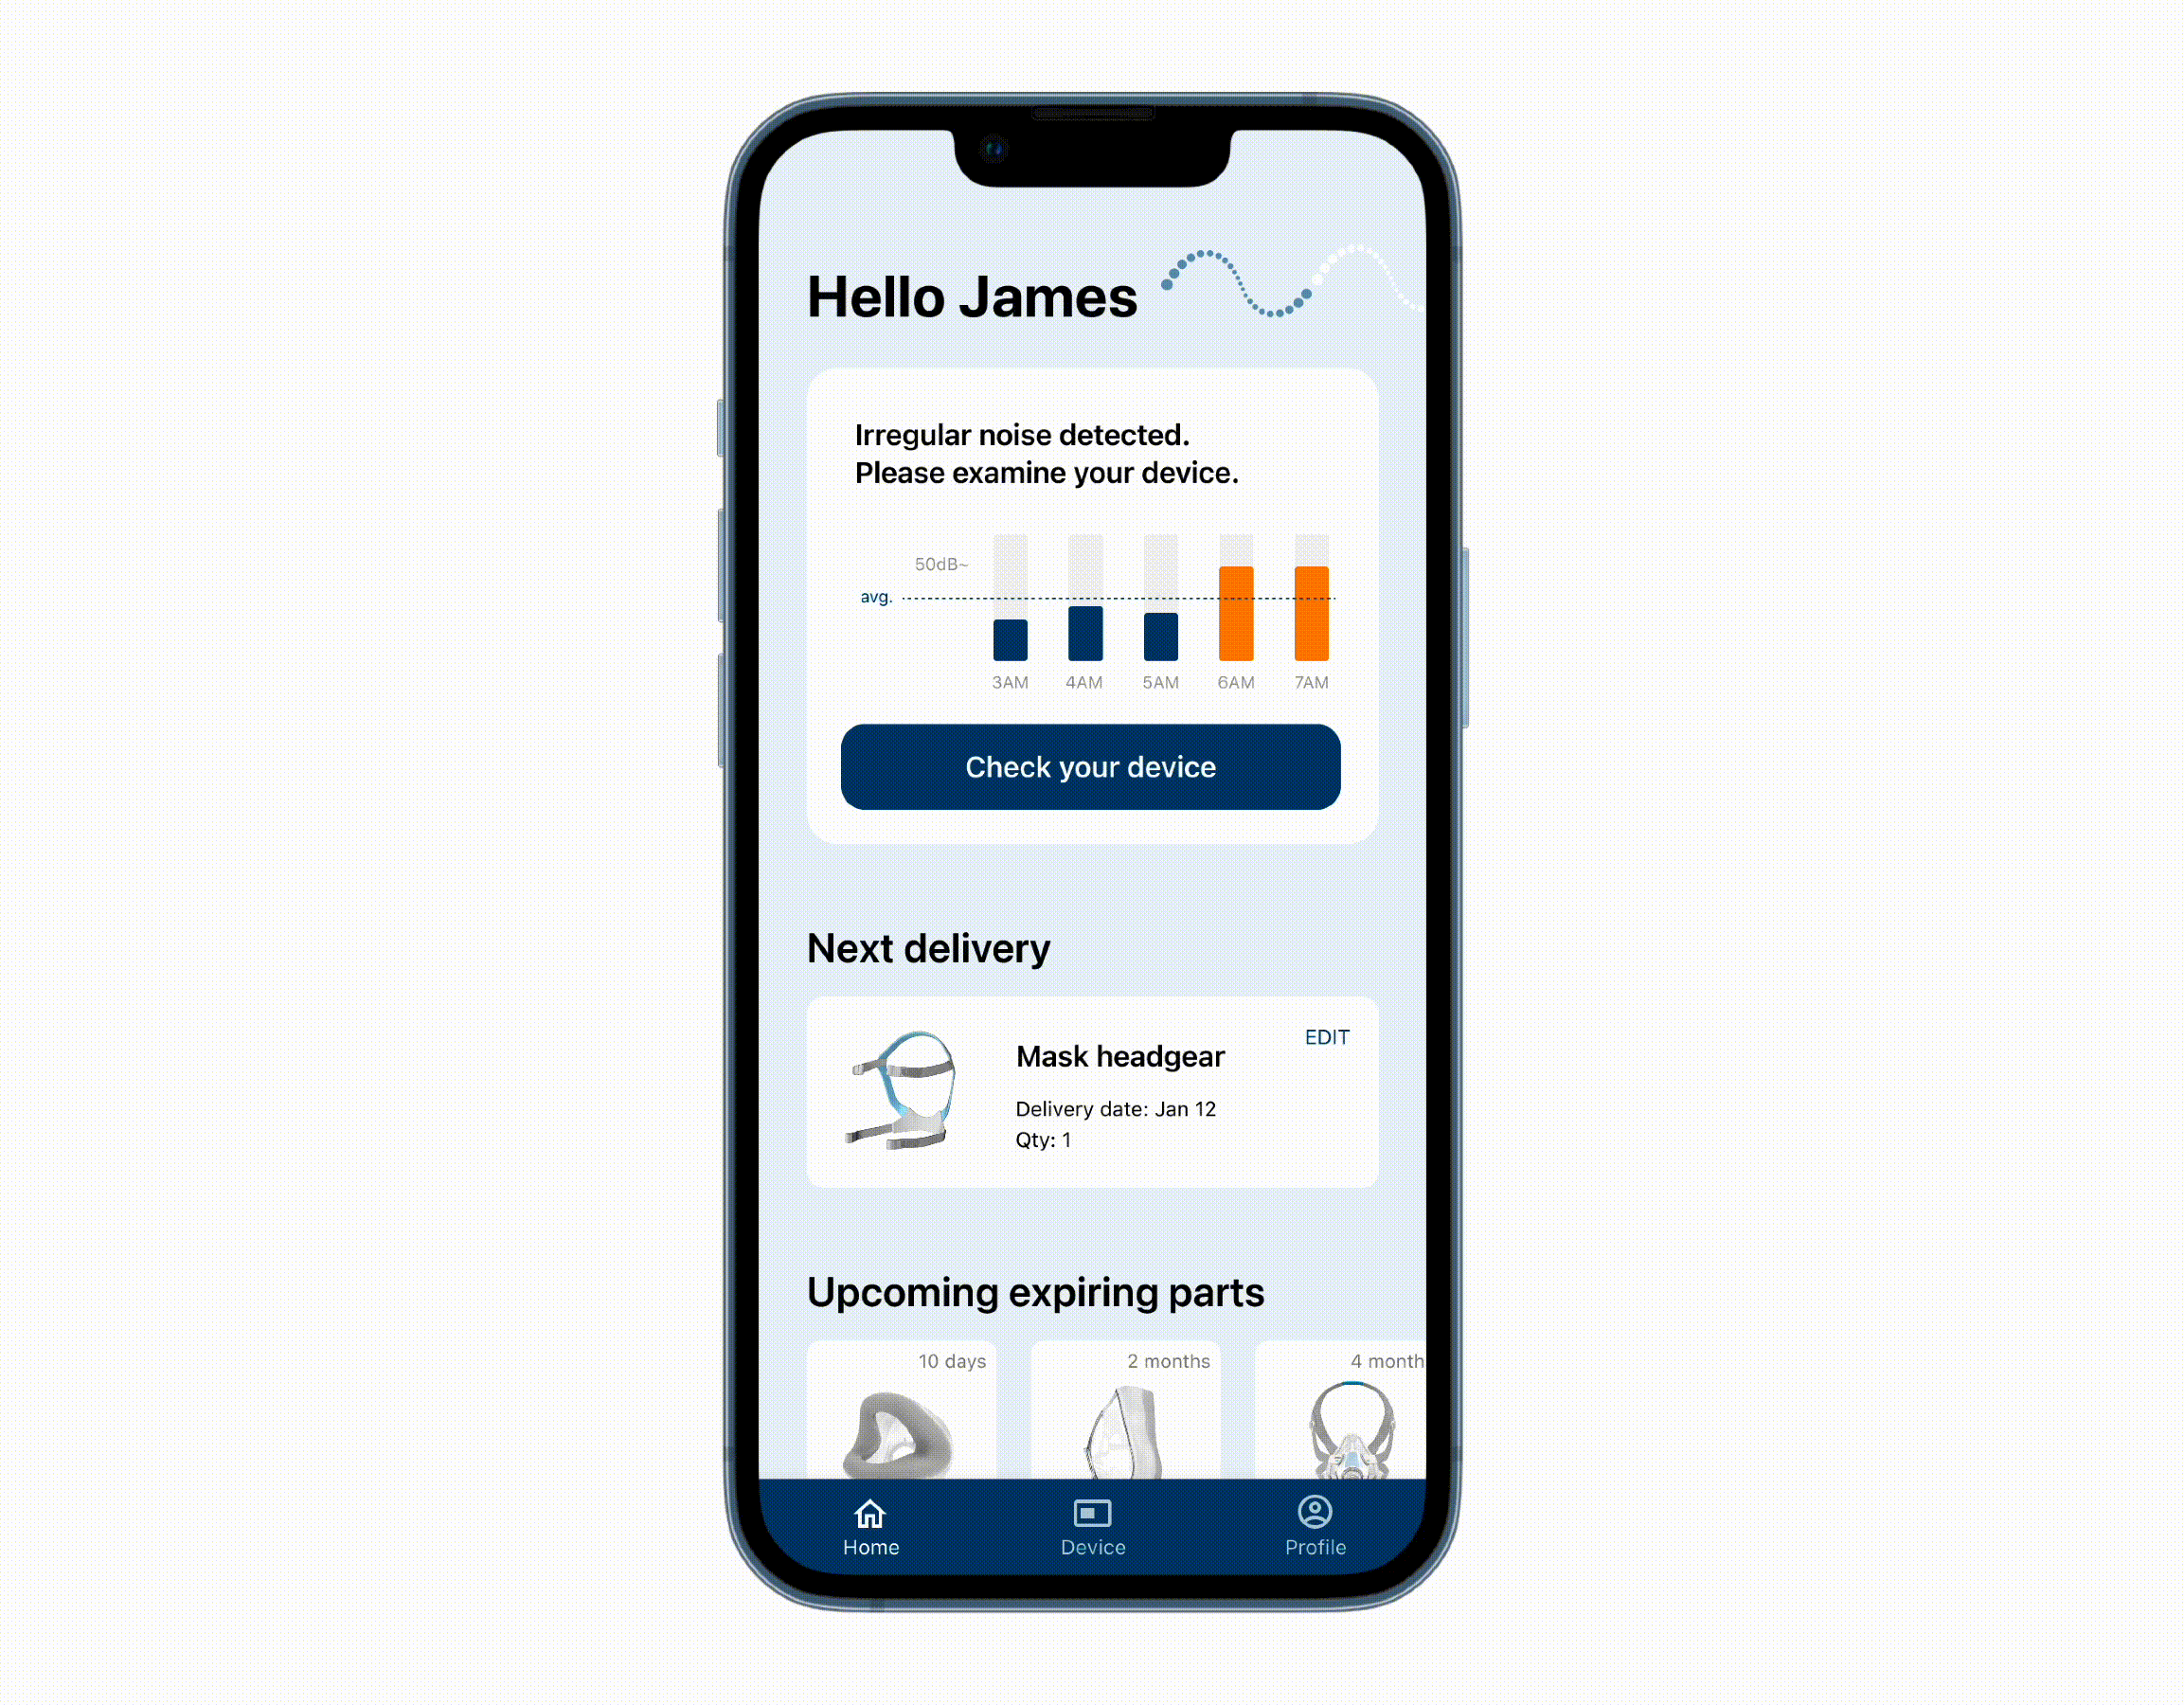 Hello James
Irregular noise detected.
Please examine your device.
50dB~
avg.
3AM 4AM 5AM 6AM 7AM
Check your device
Next delivery
Mask headgear
EDIT
Delivery date: Jan 12
Qty: 1
Upcoming expiring parts
10 days 2 months 4 month
Home Device Profile